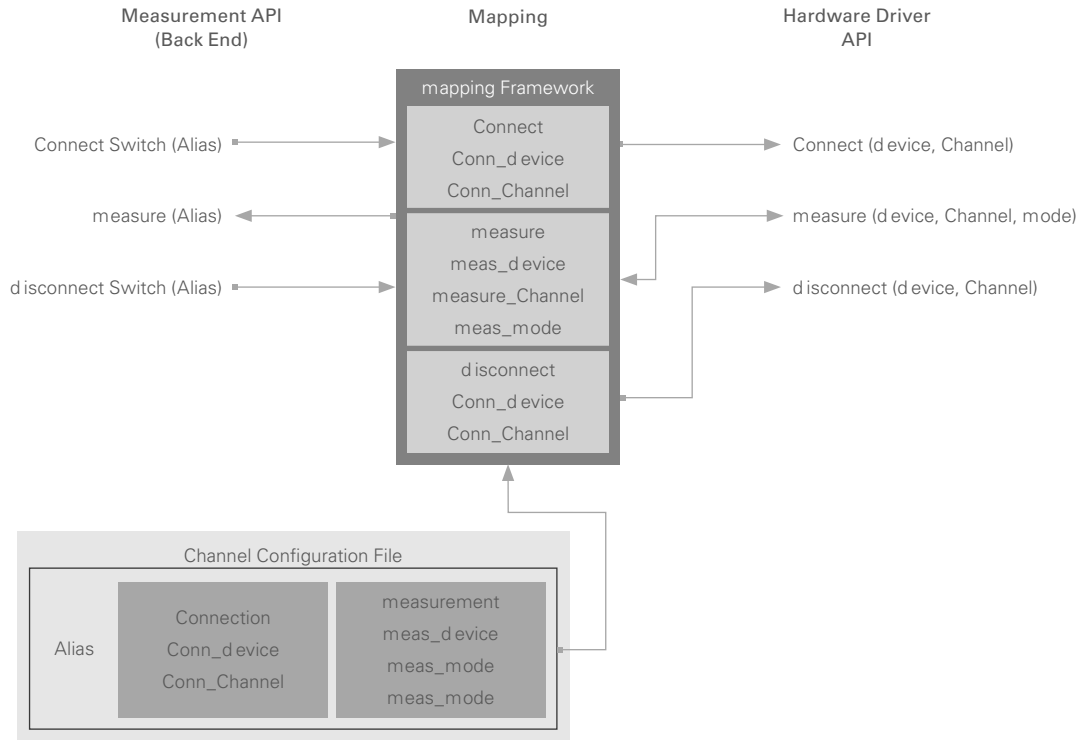 Measurement API
(Back End)
Mapping
Hardware Driver
API
mapping Framework
Connect Switch (Alias)
Connect
Conn_d evice
Conn_Channel
Connect (d evice, Channel)
measure (Alias)
measure
meas_d evice
measure_Channel
meas_mode
measure (d evice, Channel, mode)
d isconnect Switch (Alias)
d isconnect
Conn_d evice
Conn_Channel
d isconnect (d evice, Channel)
Channel Configuration File
Alias
Connection
Conn_d evice
Conn_Channel
measurement
meas_d evice
meas_mode
meas_mode